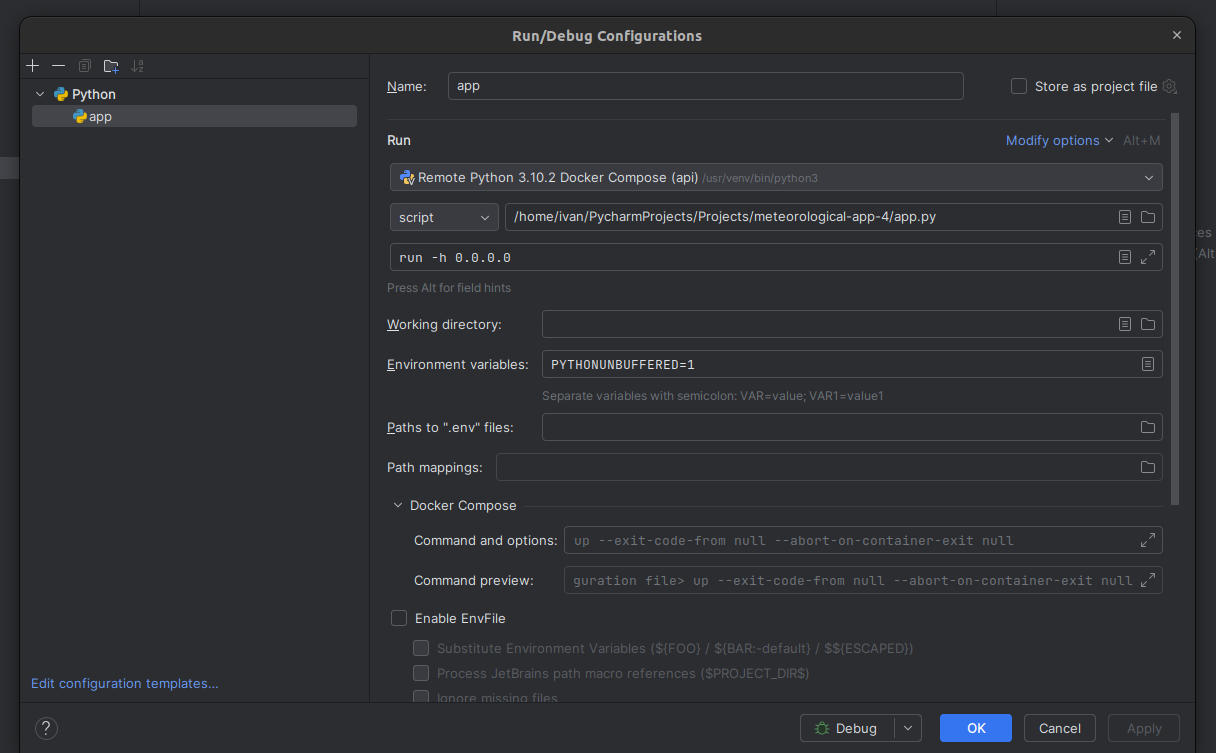 Run/Debug Configurations
Name:
app
Store as project file
Python
app
Run
Modify options
Alt+M
Remote Python 3.10.2 Docker Compose (api) /usr/venv/bin/python3
script
/home/ivan/PycharmProjects/Projects/meteorological-app-4/app.py
run -h 0.0.0.0
Press Alt for field hints
Working directory:
Environment variables:
PYTHONUNBUFFERED=1
Separate variables with semicolon: VAR=value; VAR1=value1
Paths to ".env" files:
Path mappings:
Docker Compose
Command and options:
up --exit-code-from null --abort-on-container-exit null
Command preview:
guration file> up --exit-code-from null --abort-on-container-exit null
Enable EnvFile
Substitute Environment Variables (${FOO} / ${BAR:-default} / $${ESCAPED})
Process JetBrains path macro references ($PROJECT_DIR$)
Ignore missing files
Edit configuration templates...
?
Debug
OK
Cancel
Apply
ces
(Alt